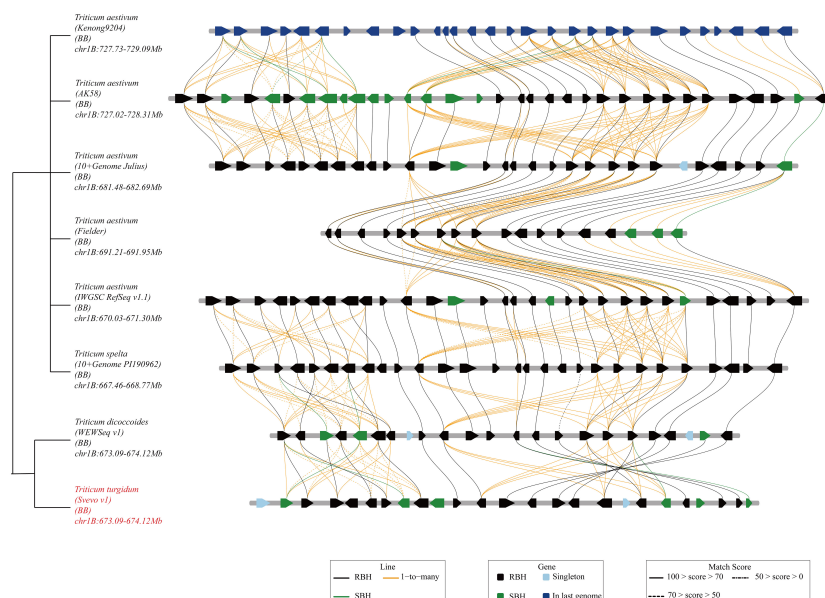 Triticum aestivum
(Kenong9204)
(BB)
chr1B:727.73-729.09Mb
Triticum aestivum
(AK58)
(BB)
chr1B:727.02-728.31Mb
Triticum aestivum
(10+Genome Julius)
(BB)
chr1B:681.48-682.69Mb
Triticum aestivum
(Fielder)
(BB)
chr1B:691.21-691.95Mb
Triticum aestivum
(IWGSC RefSeq v1.1)
(BB)
chr1B:670.03-671.30Mb
Triticum spelta
(10+Genome PI190962)
(BB)
chr1B:667.46-668.77Mb
Triticum dicoccoides
(WEWSeq v1)
(BB)
chr1B:673.09-674.12Mb
Triticum turgidum
(Svevo v1)
(BB)
chr1B:673.09-674.12Mb
Line
RBH 1-to-many
SBH
Gene
RBH Singleton
SBH In last genome
Match Score
100 > score > 70 50 > score > 0
70 > score > 50